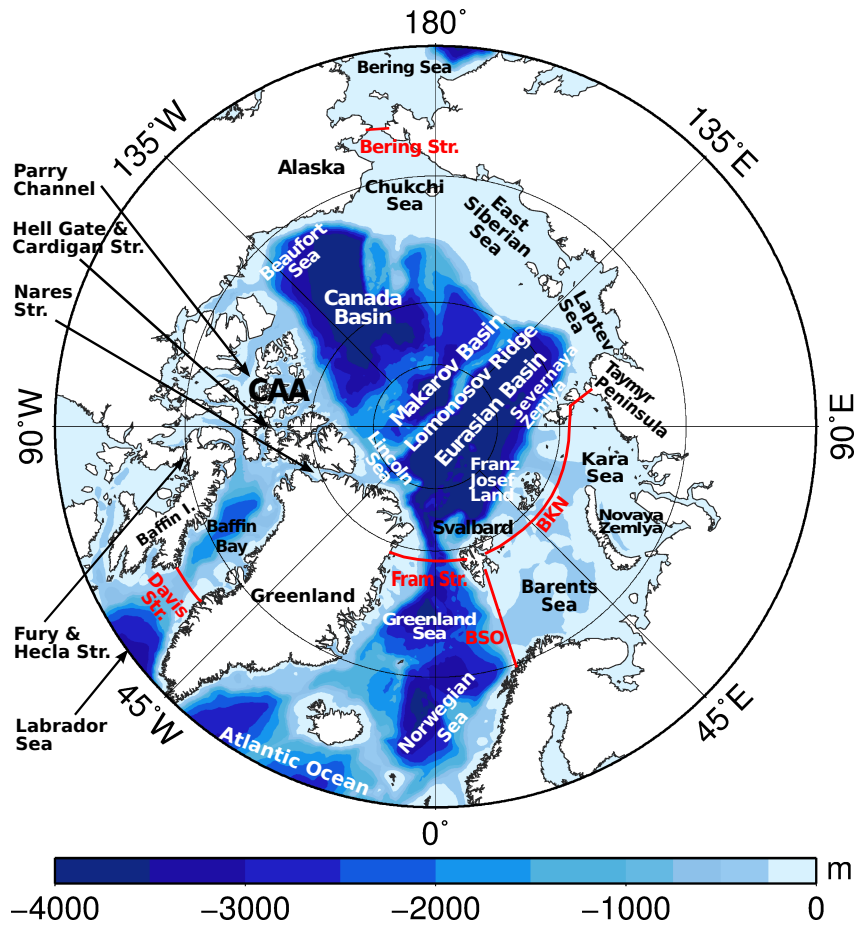 180°
Bering Sea
135°W
135°E
Bering Str.
Alaska
Parry
Channel
Chukchi
Sea
East
Siberian
Sea
Hell Gate &
Cardigan Str.
Beaufort
Sea
Nares
Str.
Canada
Basin
Laptev
Sea
Makarov Basin
Lomonosov Ridge
Eurasian Basin
Severnaya
Zemlya
Taymyr
Peninsula
CAA
90°W
90°E
Lincoln
Sea
Franz
Josef
Land
Kara
Sea
Baffin I.
Baffin
Bay
Svalbard
BKN
Novaya
Zemlya
Davis
Str.
Greenland
Fram Str.
Barents
Sea
Greenland
Sea
BSO
Fury &
Hecla Str.
Labrador
Sea
45°W
45°E
Norwegian
Sea
Atlantic Ocean
0°
m
−4000 −3000 −2000 −1000 0